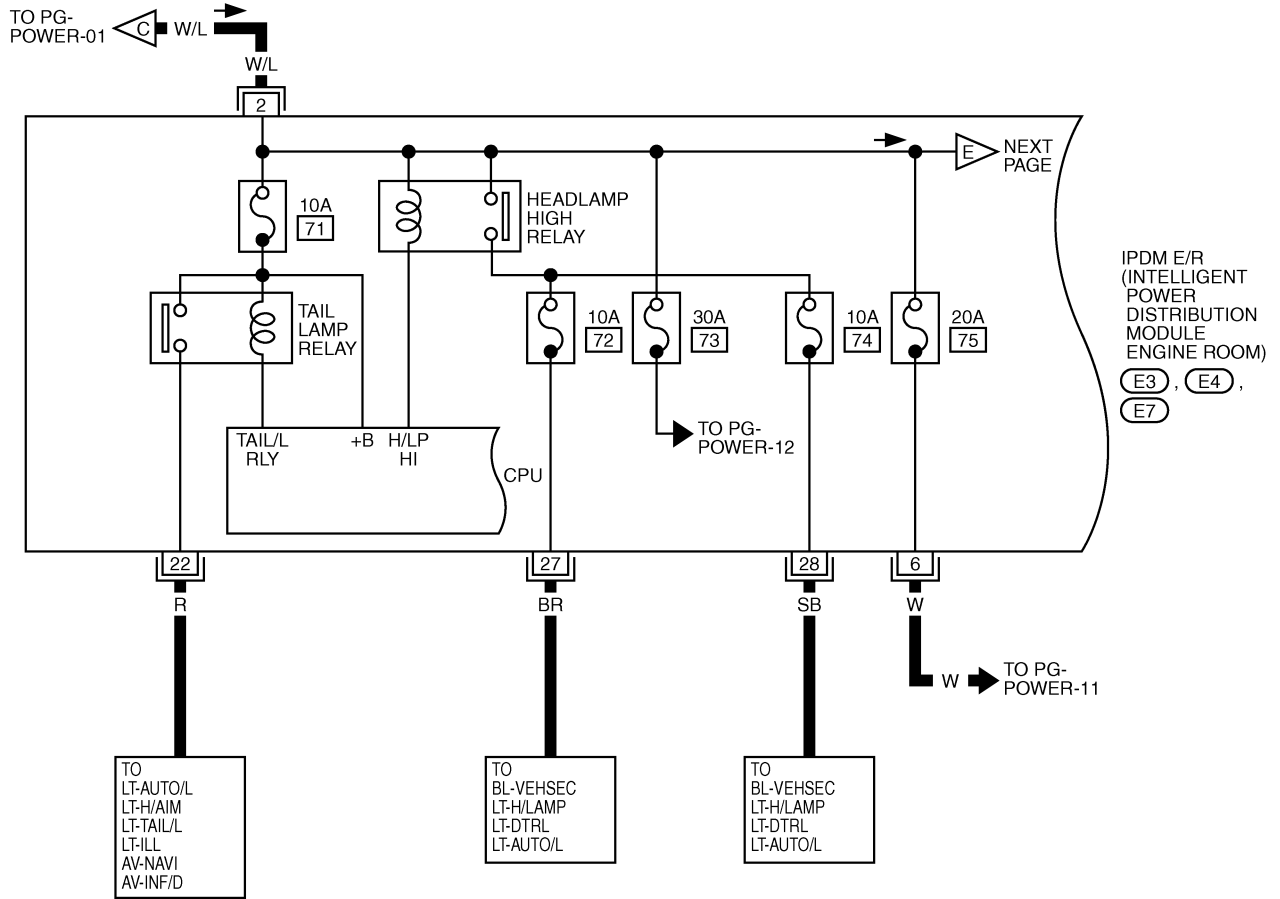 TO PG-
POWER-01
C
W/L
W/L
2
E
NEXT
PAGE
10A
71
HEADLAMP
HIGH
RELAY
TAIL
LAMP
RELAY
10A
72
30A
73
10A
74
20A
75
IPDM E/R
(INTELLIGENT
POWER
DISTRIBUTION
MODULE
ENGINE ROOM)
E3 , E4 ,
E7
TAIL/L
RLY
+B
H/LP
HI
CPU
TO PG-
POWER-12
22
27
28
6
R
BR
SB
W
W
TO PG-
POWER-11
TO
LT-AUTO/L
LT-H/AIM
LT-TAIL/L
LT-ILL
AV-NAVI
AV-INF/D
TO
BL-VEHSEC
LT-H/LAMP
LT-DTRL
LT-AUTO/L
TO
BL-VEHSEC
LT-H/LAMP
LT-DTRL
LT-AUTO/L